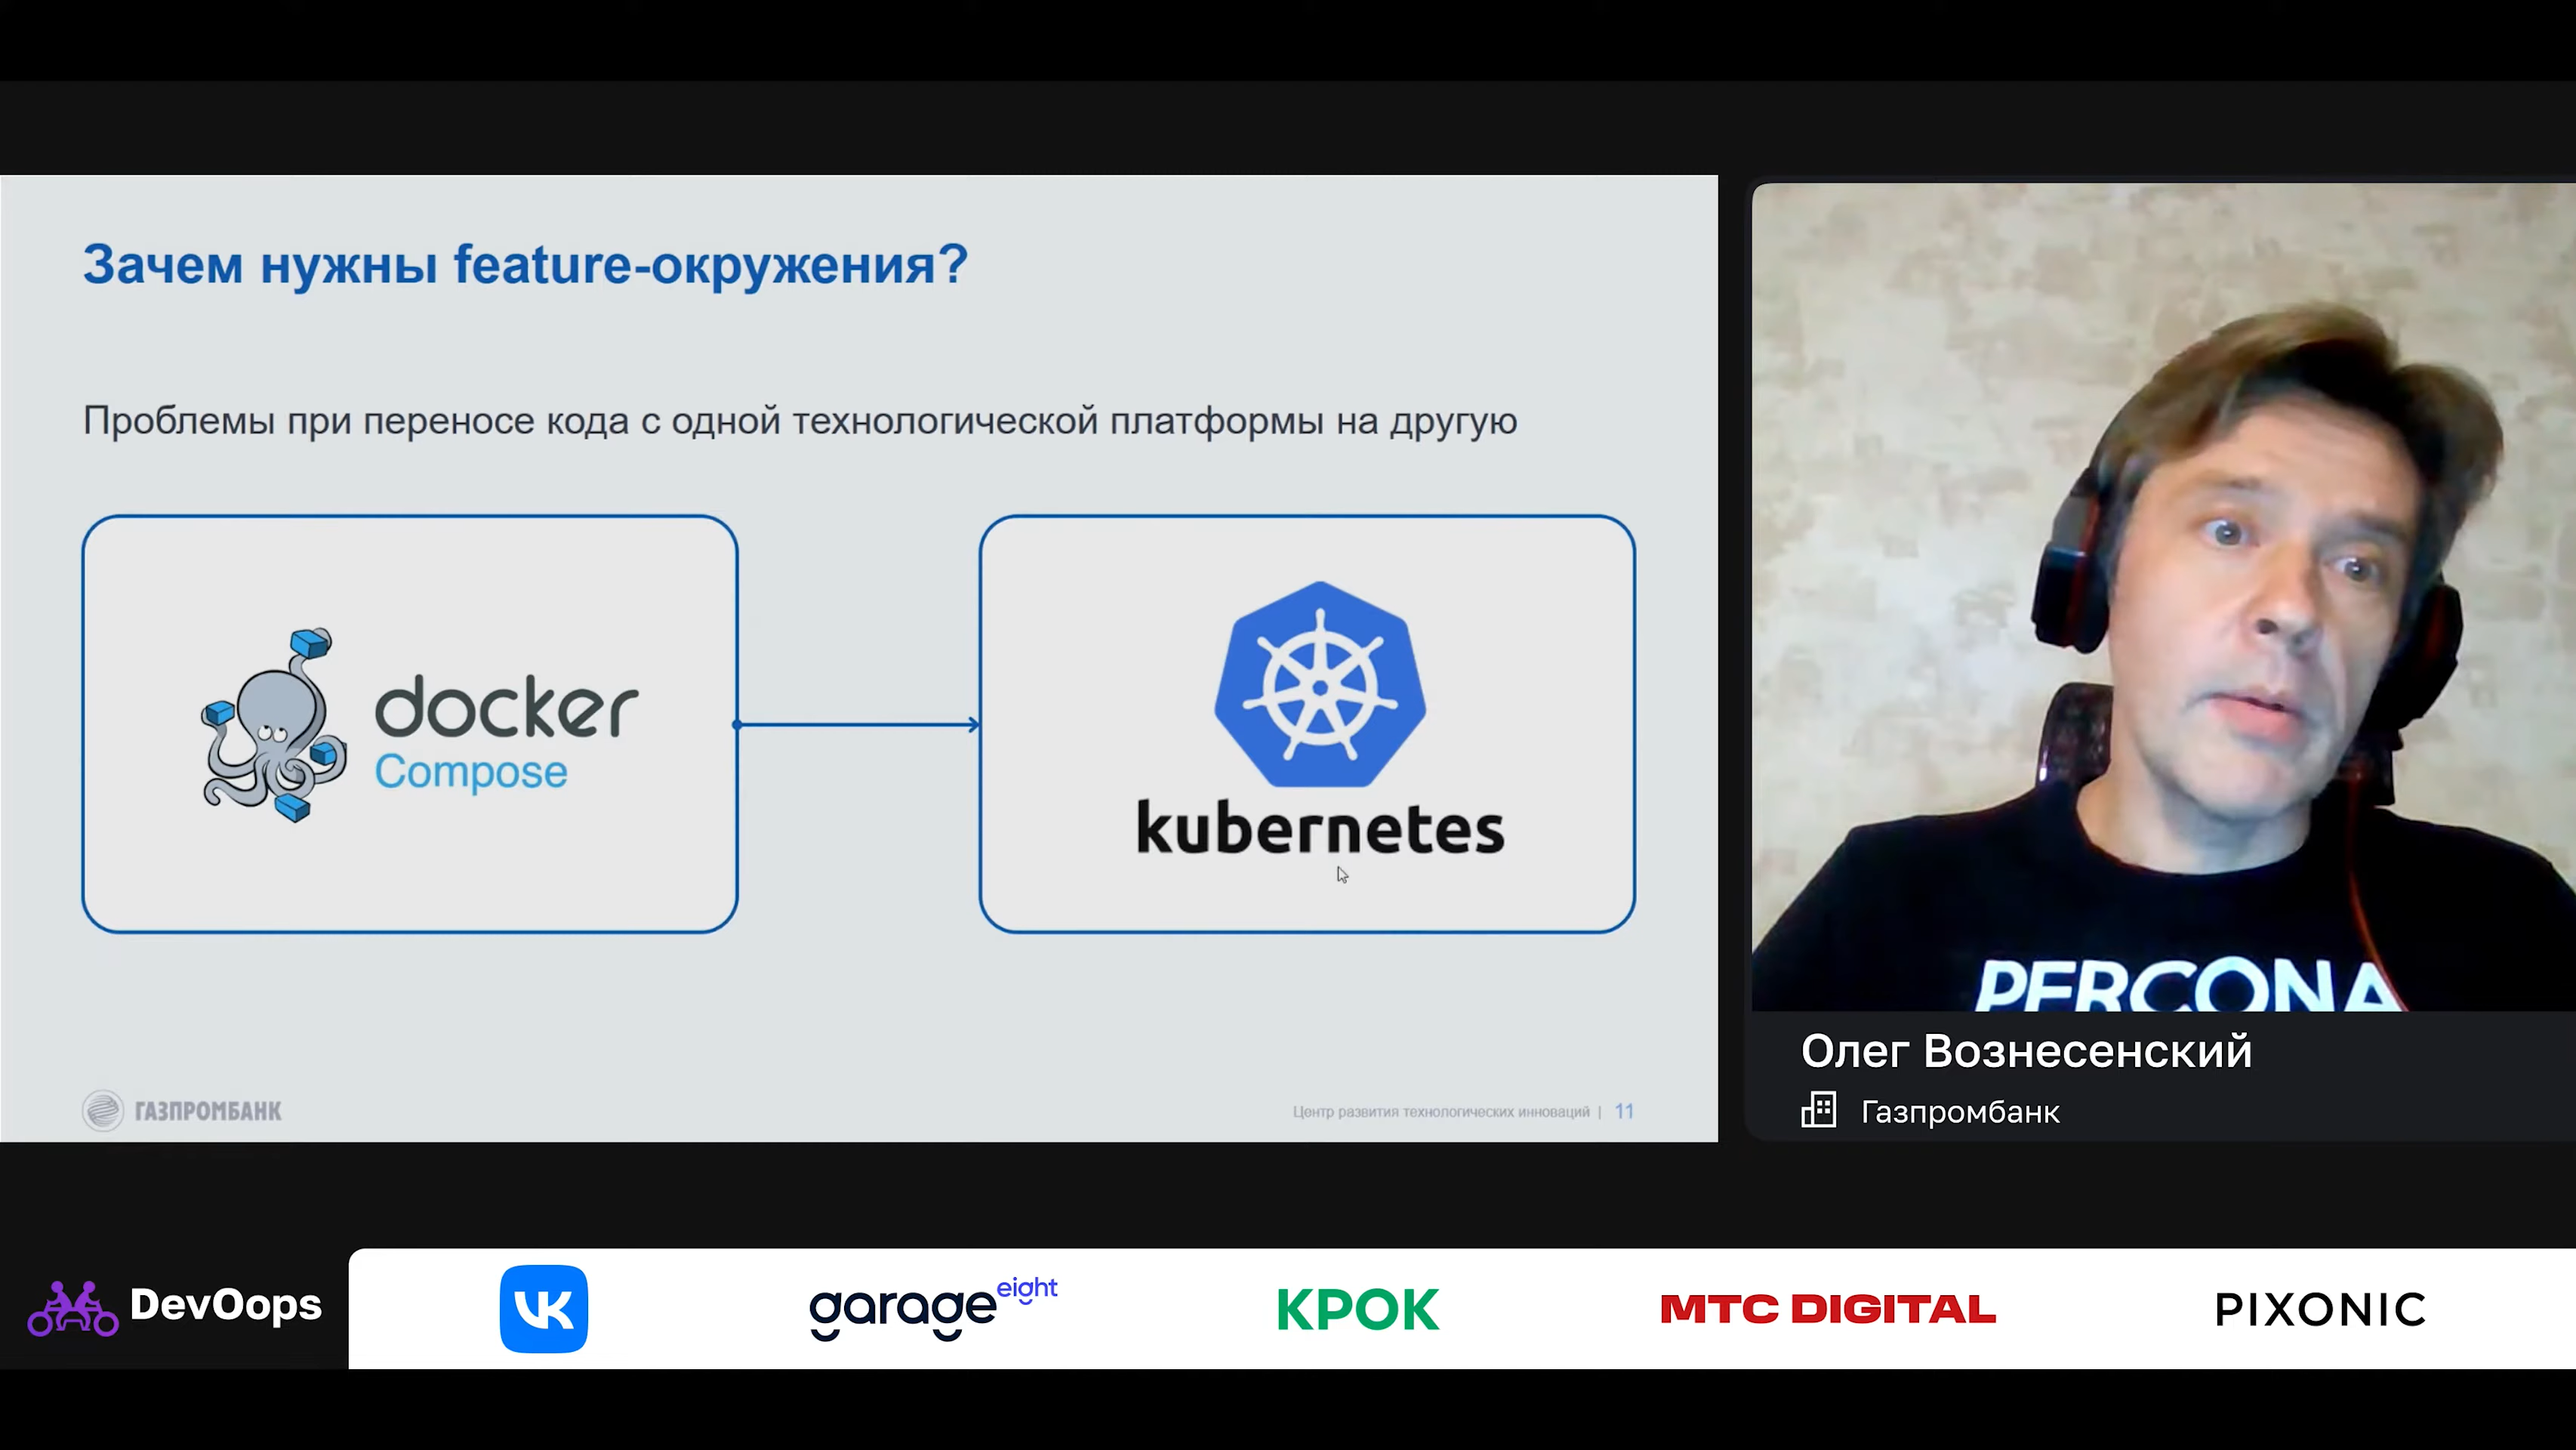 Зачем нужны feature-окружения?
Проблемы при переносе кода с одной технологической платформы на другую
docker
Compose
kubernetes
ГАЗПРОМБАНК
Центр развития технологических инноваций | 11
PERCONA
Олег Вознесенский
Газпромбанк
DevOops
VK
garage eight
КРОК
МТС DIGITAL
PIXONIC